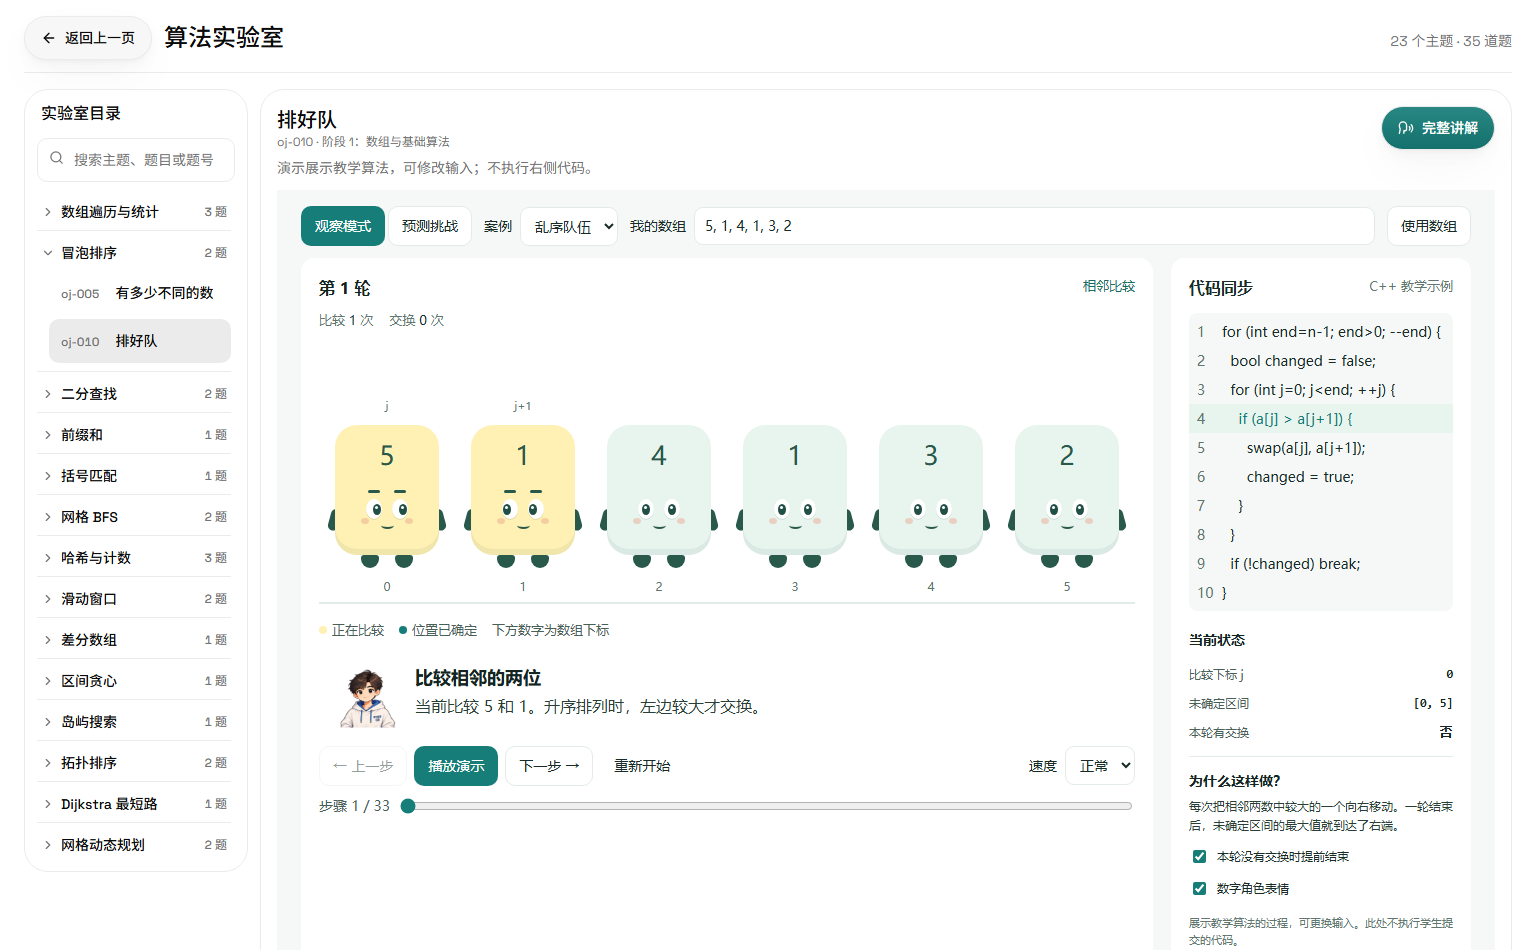 ← 返回上一页
算法实验室
23 个主题 · 35 道题
实验室目录
搜索主题、题目或题号
数组遍历与统计 3 题
冒泡排序 2 题
oj-005 有多少不同的数
oj-010 排好队
二分查找 2 题
前缀和 1 题
括号匹配 1 题
网格 BFS 2 题
哈希与计数 3 题
滑动窗口 2 题
差分数组 1 题
区间贪心 1 题
岛屿搜索 1 题
拓扑排序 2 题
Dijkstra 最短路 1 题
网格动态规划 2 题
排好队
oj-010 · 阶段 1：数组与基础算法
演示展示教学算法，可修改输入；不执行右侧代码。
完整讲解
观察模式 预测挑战 案例 乱序队伍 我的数组 5, 1, 4, 1, 3, 2 使用数组
第 1 轮 相邻比较
比较 1 次 交换 0 次
j j+1
5 1 4 1 3 2
0 1 2 3 4 5
正在比较 位置已确定 下方数字为数组下标
比较相邻的两位
当前比较 5 和 1。升序排列时，左边较大才交换。
← 上一步 播放演示 下一步 → 重新开始 速度 正常
步骤 1 / 33
代码同步 C++ 教学示例
1 for (int end=n-1; end>0; --end) {
2 bool changed = false;
3 for (int j=0; j<end; ++j) {
4 if (a[j] > a[j+1]) {
5 swap(a[j], a[j+1]);
6 changed = true;
7 }
8 }
9 if (!changed) break;
10 }
当前状态
比较下标 j 0
未确定区间 [0, 5]
本轮有交换 否
为什么这样做？
每次把相邻两数中较大的一个向右移动。一轮结束
后，未确定区间的最大值就到达了右端。
本轮没有交换时提前结束
数字角色表情
展示教学算法的过程，可更换输入。此处不执行学生提
交的代码。